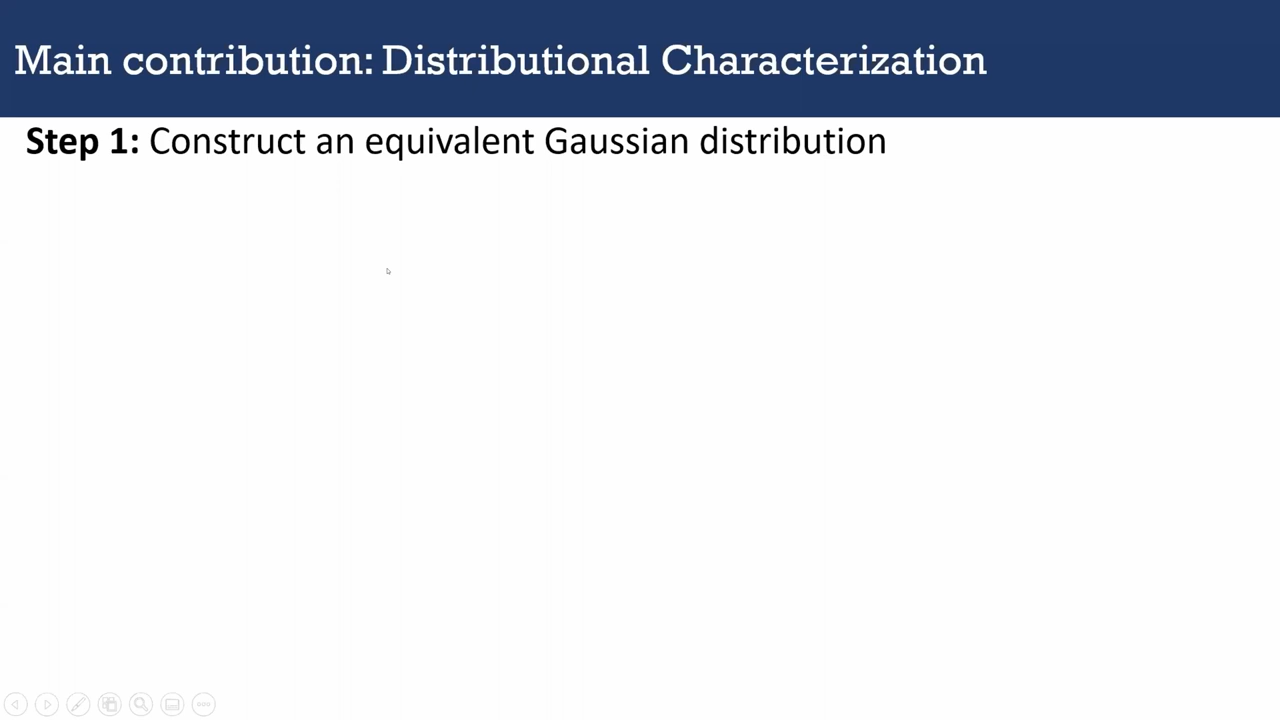 Main contribution: Distributional Characterization
Step 1: Construct an equivalent Gaussian distribution